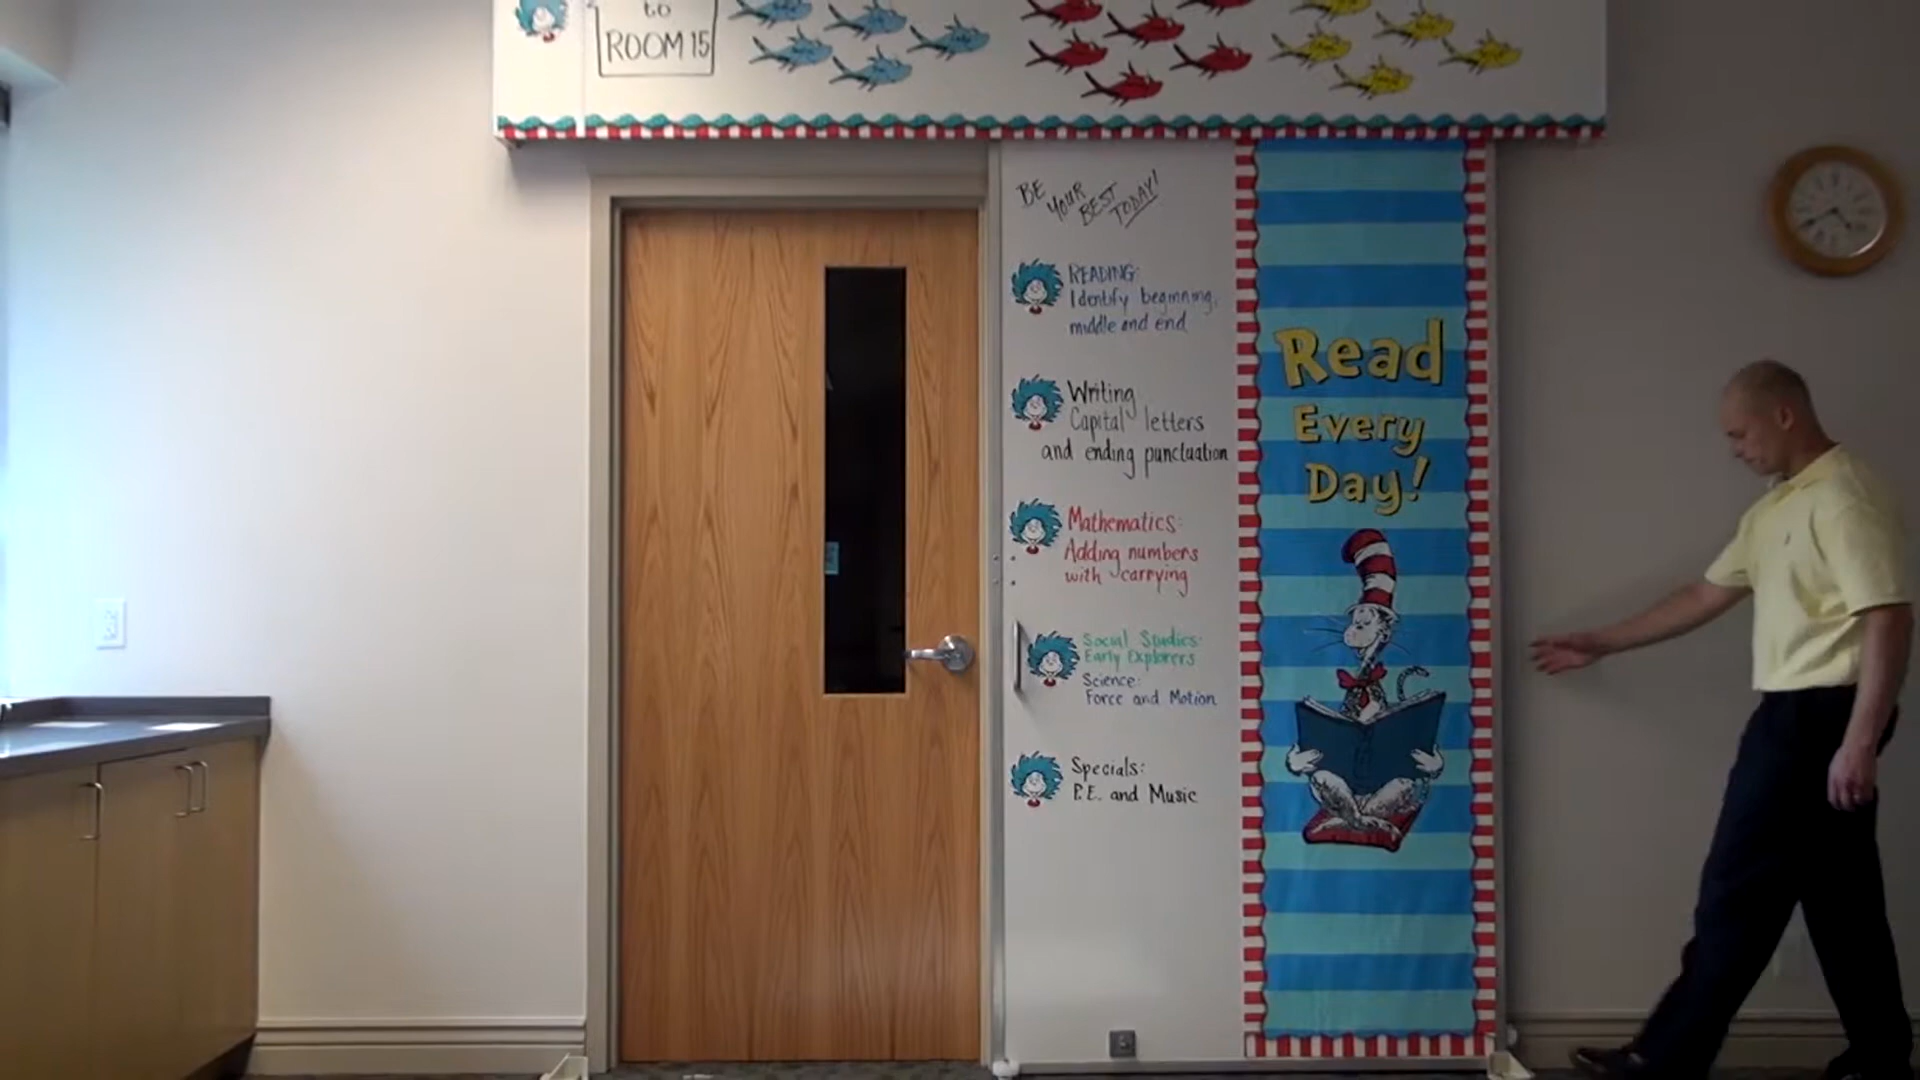 to
ROOM 15
BE
YOUR
BEST
TODAY!
READING:
Identify beginning,
middle and end
Writing
Capital letters
and ending punctuation
Mathematics:
Adding numbers
with carrying
Social Studies:
Early Explorers
Science:
Force and Motion
Specials:
P.E. and Music
Read
Every
Day!